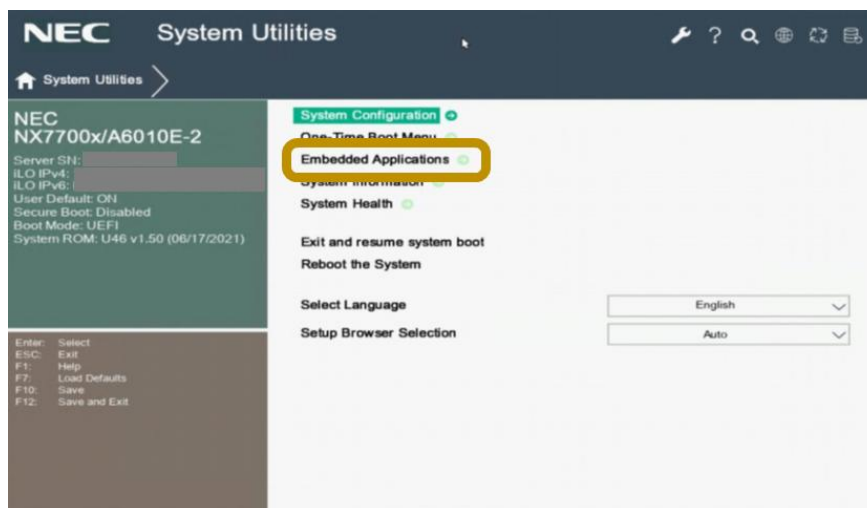 NEC System Utilities
System Utilities
NEC
NX7700x/A6010E-2
Server SN:
iLO IPv4:
iLO IPv6:
User Default: ON
Secure Boot: Disabled
Boot Mode: UEFI
System ROM: U46 v1.50 (06/17/2021)
Enter: Select
ESC: Exit
F1: Help
F7: Load Defaults
F10: Save
F12: Save and Exit
System Configuration
One-Time Boot Menu
Embedded Applications
System Information
System Health
Exit and resume system boot
Reboot the System
Select Language English
Setup Browser Selection Auto